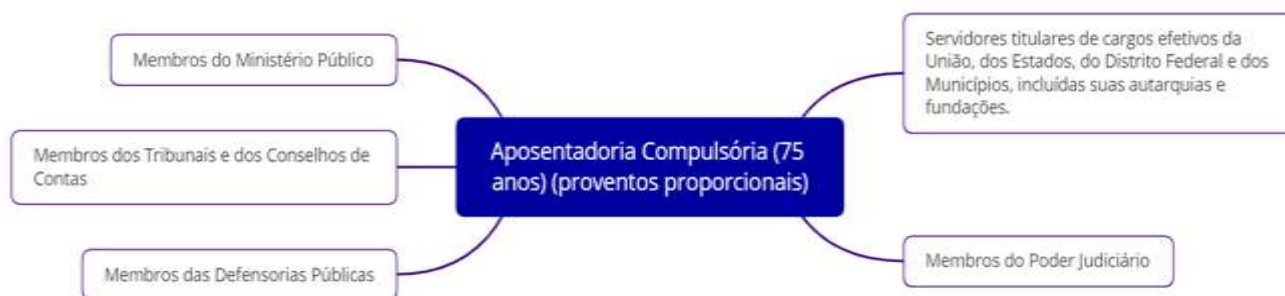 Membros do Ministério Público
Membros dos Tribunais e dos Conselhos de
Contas
Membros das Defensorias Públicas
Aposentadoria Compulsória (75
anos) (proventos proporcionais)
Servidores titulares de cargos efetivos da
União, dos Estados, do Distrito Federal e dos
Municípios, incluídas suas autarquias e
fundações.
Membros do Poder Judiciário